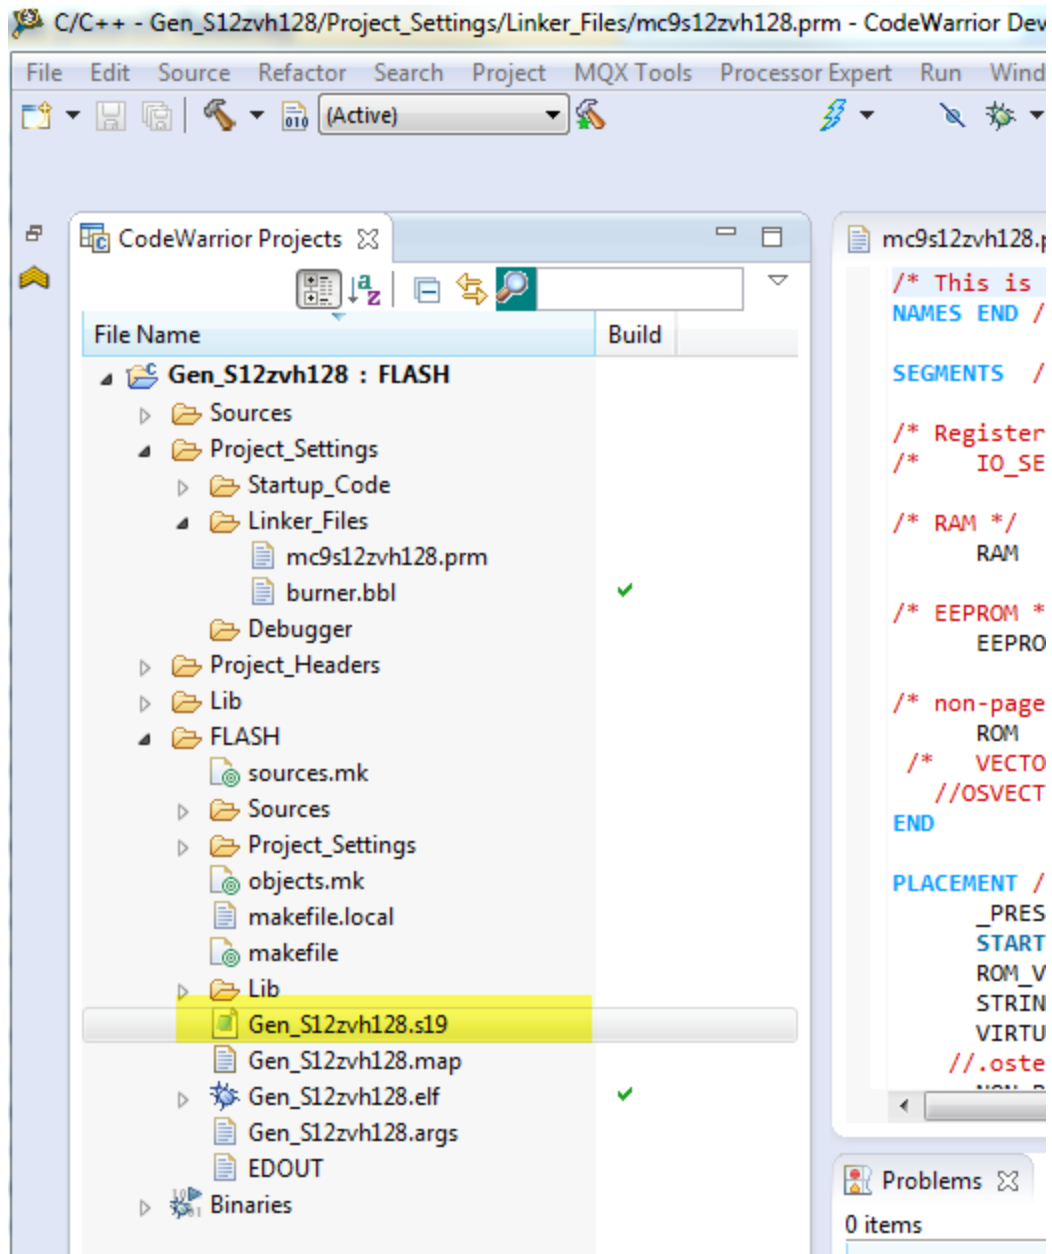 C/C++ - Gen_S12zvh128/Project_Settings/Linker_Files/mc9s12zvh128.prm - CodeWarrior Dev
File Edit Source Refactor Search Project MQX Tools Processor Expert Run Wind
010 (Active)
CodeWarrior Projects
mc9s12zvh128.p
File Name Build
Gen_S12zvh128 : FLASH
Sources
Project_Settings
Startup_Code
Linker_Files
mc9s12zvh128.prm
burner.bbl
Debugger
Project_Headers
Lib
FLASH
sources.mk
Sources
Project_Settings
objects.mk
makefile.local
makefile
Lib
Gen_S12zvh128.s19
Gen_S12zvh128.map
Gen_S12zvh128.elf
Gen_S12zvh128.args
EDOUT
Binaries
/* This is
NAMES END /
SEGMENTS /
/* Register
/* IO_SE
/* RAM */
RAM
/* EEPROM *
EEPRO
/* non-page
ROM
/* VECTO
//OSVECT
END
PLACEMENT /
_PRES
START
ROM_V
STRIN
VIRTU
//.oste
Problems
0 items